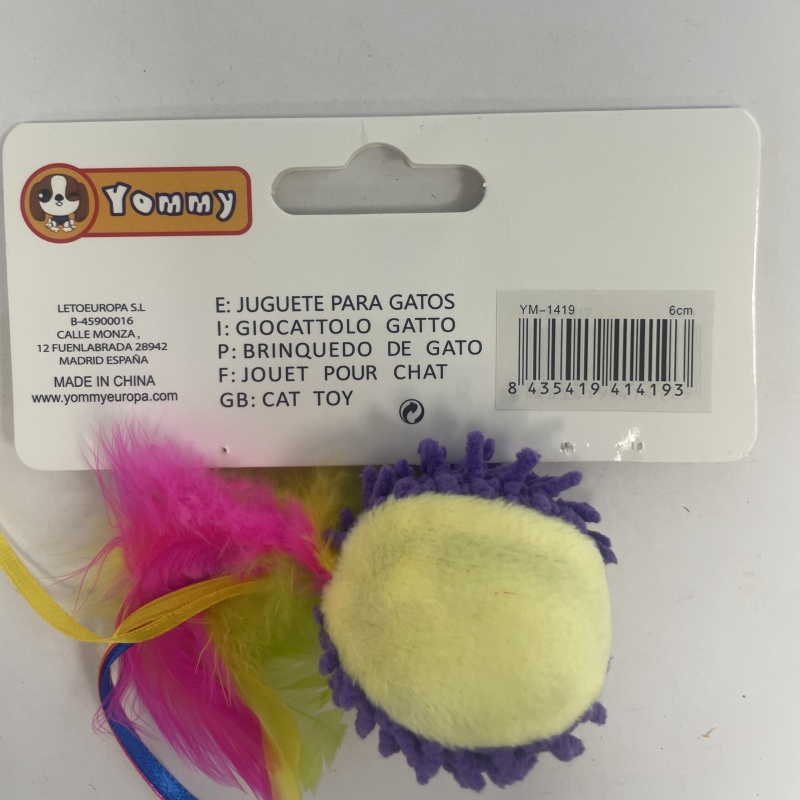 Yommy
LETOEUROPA S.L
B-45900016
CALLE MONZA ,
12 FUENLABRADA 28942
MADRID ESPAÑA
MADE IN CHINA
www.yommyeuropa.com
E: JUGUETE PARA GATOS
I: GIOCATTOLO GATTO
P: BRINQUEDO DE GATO
F: JOUET POUR CHAT
GB: CAT TOY
YM-1419 6cm
8 435419 414193